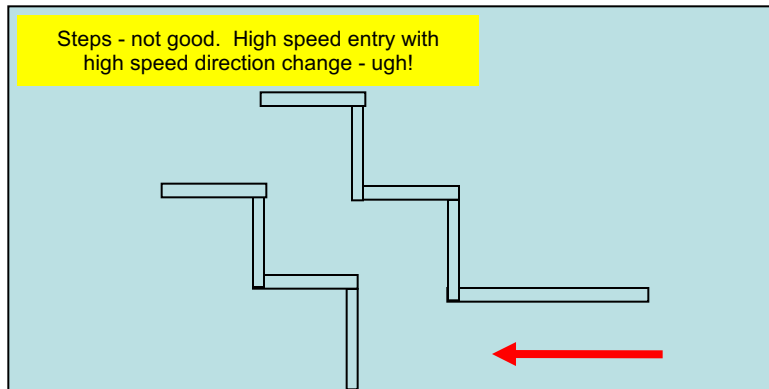 Steps - not good.  High speed entry with
high speed direction change - ugh!